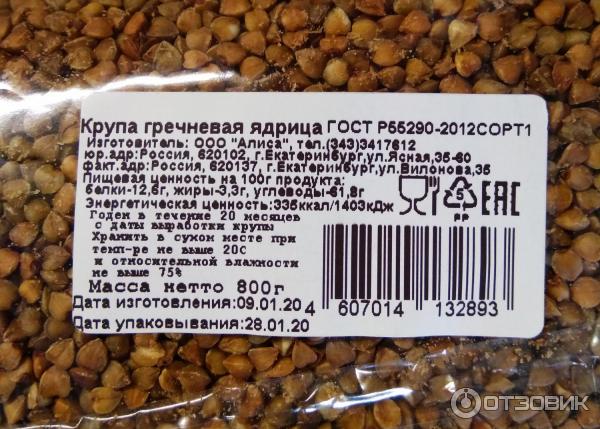 Крупа гречневая ядрица ГОСТ Р55290-2012СОРТ1
Изготовитель: ООО "Алиса", тел.(343)3417612
юр.адр:Россия, 620102, г.Екатеринбург,ул.Ясная,35-60
факт.адр:Россия, 620137, г.Екатеринбург,ул.Вилонова,35
Пищевая ценность на 100г продукта:
белки-12,6г, жиры-3,3г, углеводы-61,8г
Энергетическая ценность:335ккал/1403кДж
Годен в течение 20 месяцев
с даты выработки крупы
Хранить в сухом месте при
темп-ре не выше 20С
и относительной влажности
не выше 75%
Масса нетто 800г
Дата изготовления:09.01.20
Дата упаковывания:28.01.20
5
PP
EAC
4 607014 132893
ОТЗОВИК